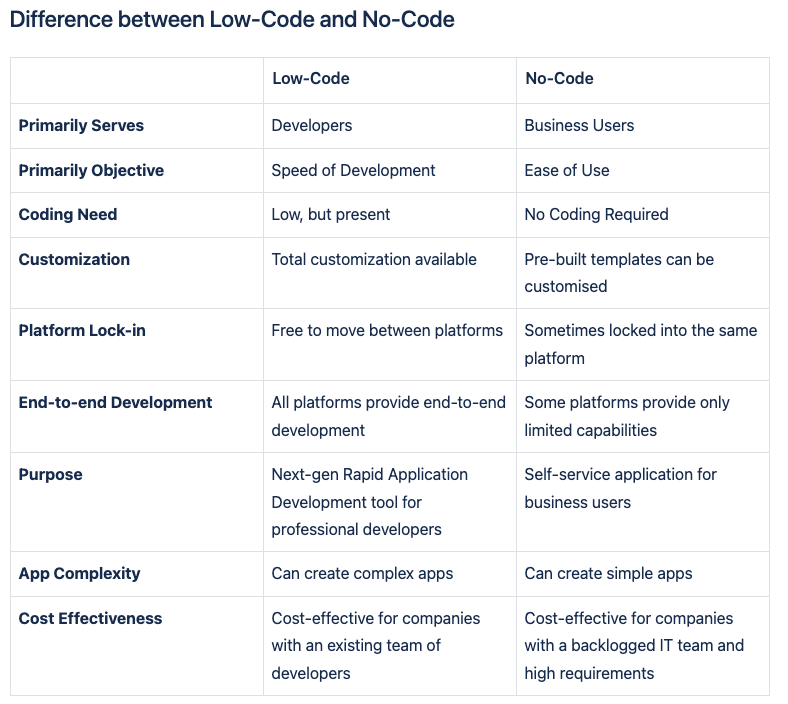 Difference between Low-Code and No-Code
Low-Code
No-Code
Primarily Serves
Developers
Business Users
Primarily Objective
Speed of Development
Ease of Use
Coding Need
Low, but present
No Coding Required
Customization
Total customization available
Pre-built templates can be
customised
Platform Lock-in
Free to move between platforms
Sometimes locked into the same
platform
End-to-end Development
All platforms provide end-to-end
development
Some platforms provide only
limited capabilities
Purpose
Next-gen Rapid Application
Development tool for
professional developers
Self-service application for
business users
App Complexity
Can create complex apps
Can create simple apps
Cost Effectiveness
Cost-effective for companies
with an existing team of
developers
Cost-effective for companies
with a backlogged IT team and
high requirements